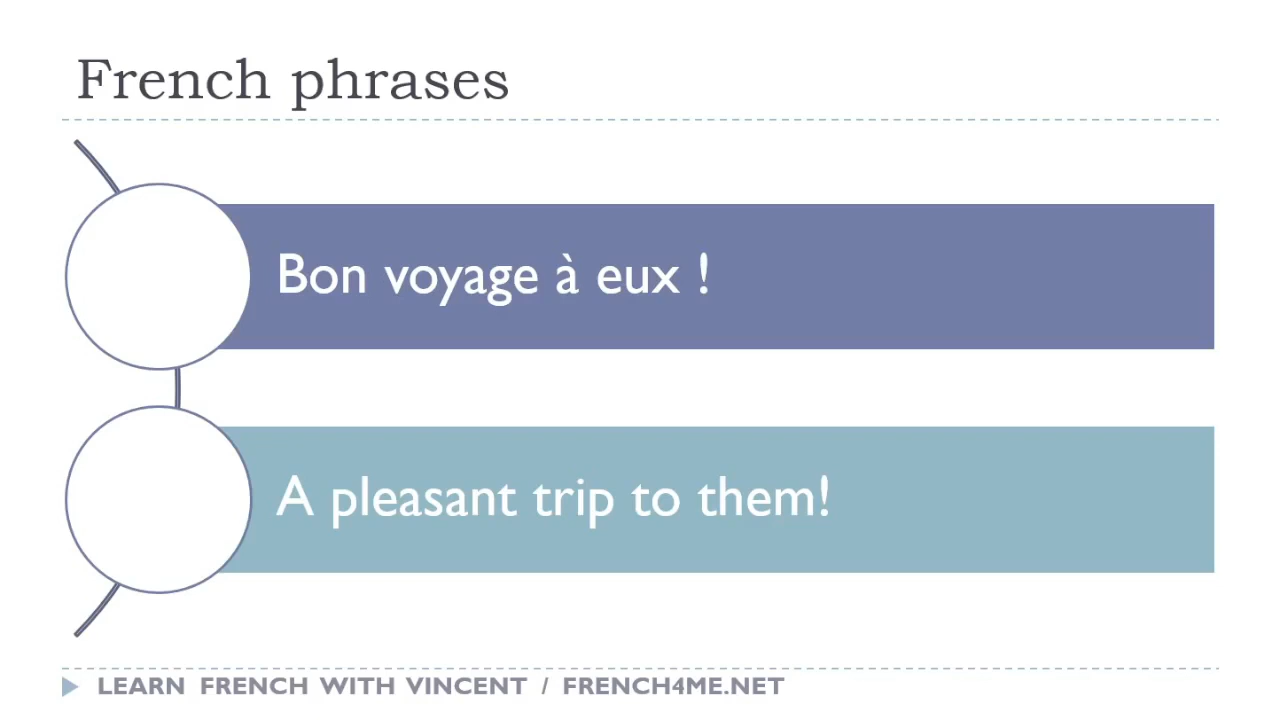 French phrases
Bon voyage à eux !
A pleasant trip to them!
LEARN FRENCH WITH VINCENT / FRENCH4ME.NET